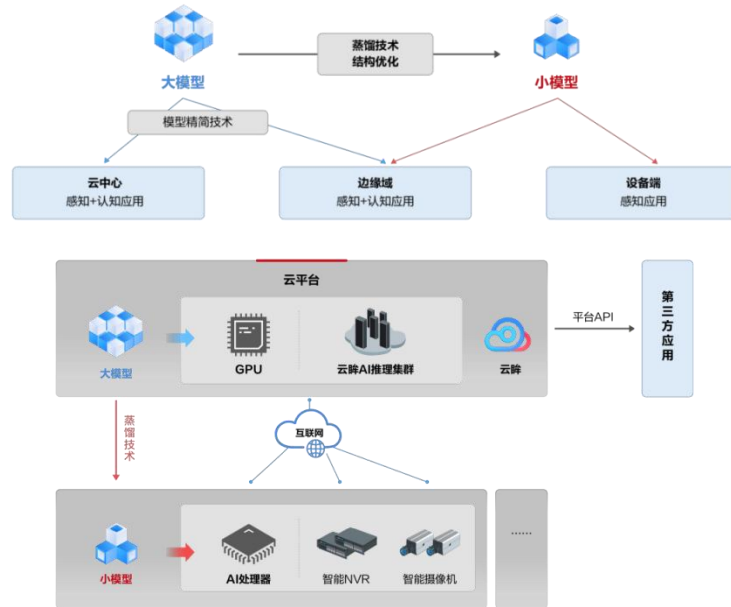 蒸馏技术
结构优化
大模型
小模型
模型精简技术
云中心
感知+认知应用
边缘域
感知+认知应用
设备端
感知应用
云平台
大模型
GPU
云眸AI推理集群
云眸
平台API
第三方应用
蒸馏技术
互联网
小模型
AI处理器
智能NVR
智能摄像机
......